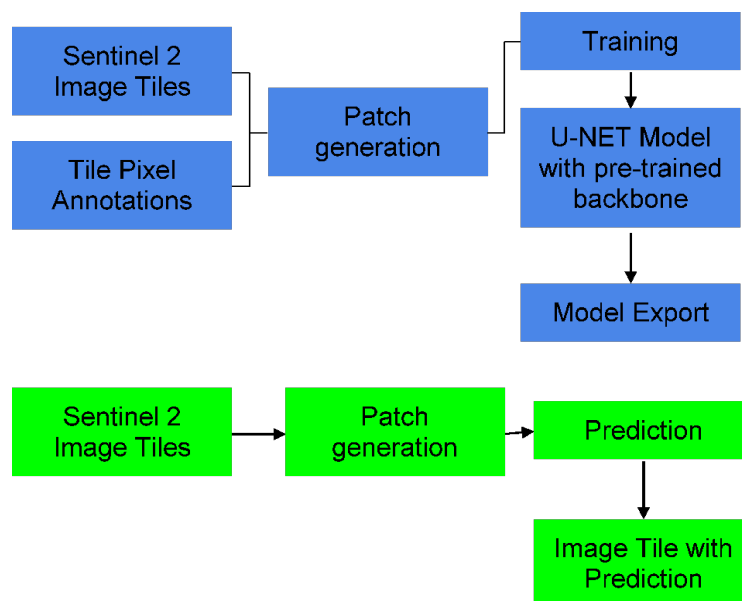 Sentinel 2
Image Tiles
Tile Pixel
Annotations
Patch
generation
Training
U-NET Model
with pre-trained
backbone
Model Export
Sentinel 2
Image Tiles
Patch
generation
Prediction
Image Tile with
Prediction